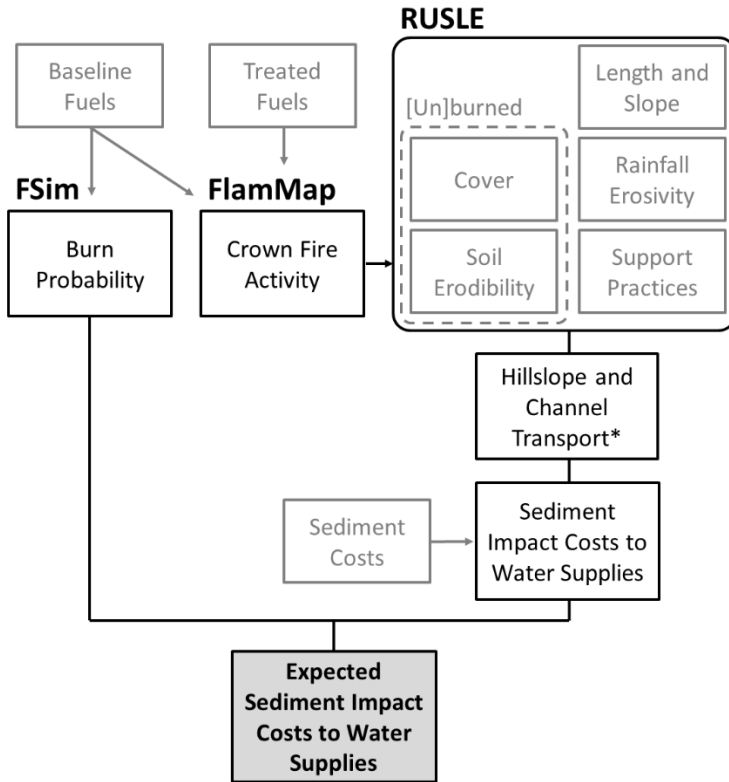 RUSLE
Baseline
Fuels
Treated
Fuels
[Un]burned
Length and
Slope
FSim
FlamMap
Cover
Rainfall
Erosivity
Burn
Probability
Crown Fire
Activity
Soil
Erodibility
Support
Practices
Hillslope and
Channel
Transport*
Sediment
Costs
Sediment
Impact Costs to
Water Supplies
Expected
Sediment Impact
Costs to Water
Supplies